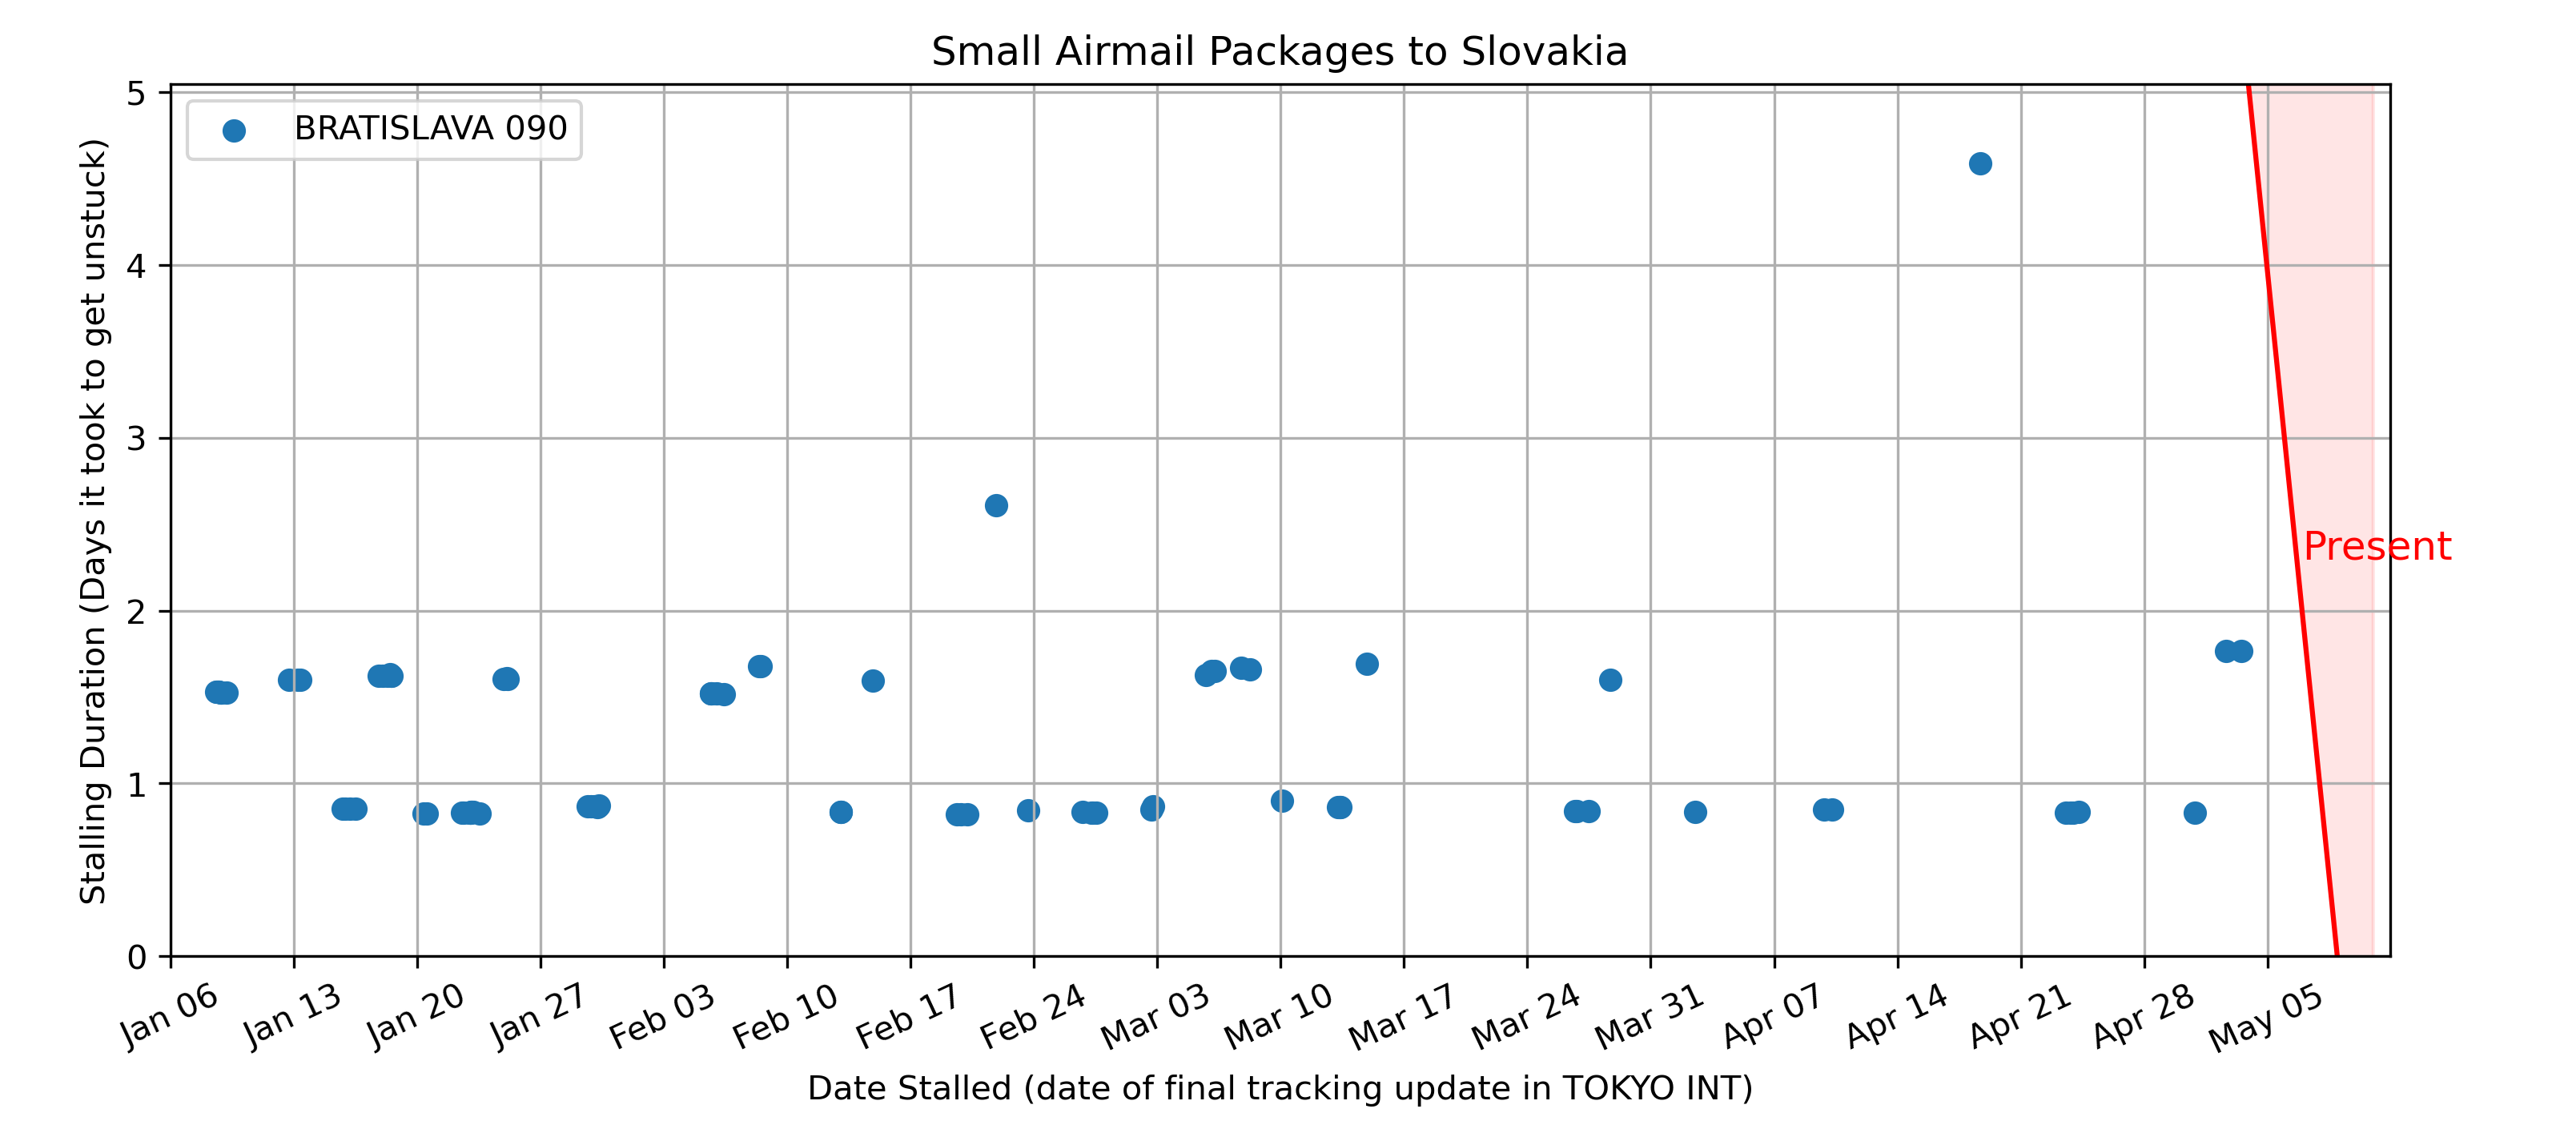 Small Airmail Packages to Slovakia
BRATISLAVA 090
Stalling Duration (Days it took to get unstuck)
5
4
3
2
1
0
Present
Jan 06
Jan 13
Jan 20
Jan 27
Feb 03
Feb 10
Feb 17
Feb 24
Mar 03
Mar 10
Mar 17
Mar 24
Mar 31
Apr 07
Apr 14
Apr 21
Apr 28
May 05
Date Stalled (date of final tracking update in TOKYO INT)